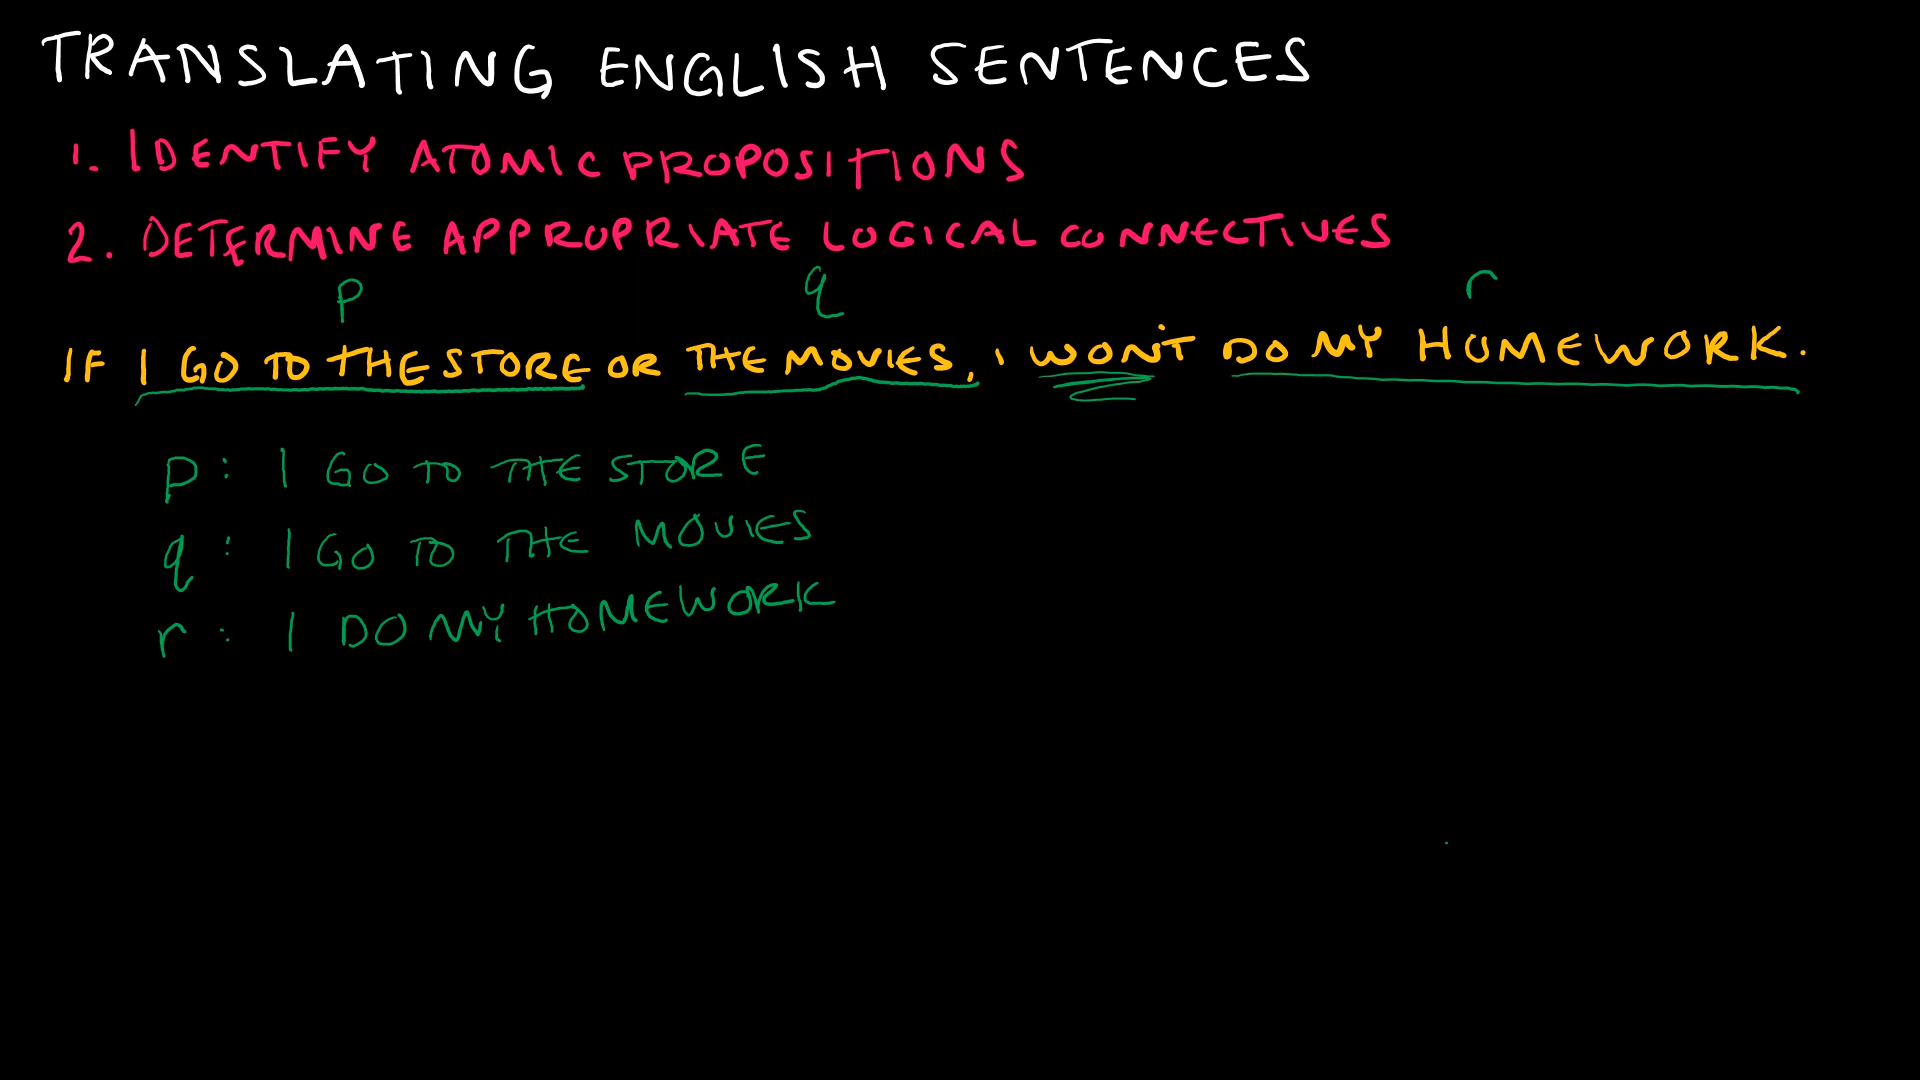 TRANSLATING ENGLISH SENTENCES
1. IDENTIFY ATOMIC PROPOSITIONS
2. DETERMINE APPROPRIATE LOGICAL CONNECTIVES
p q r
IF I GO TO THE STORE OR THE MOVIES, I WON'T DO MY HOMEWORK.
p: I GO TO THE STORE
q: I GO TO THE MOVIES
r: I DO MY HOMEWORK